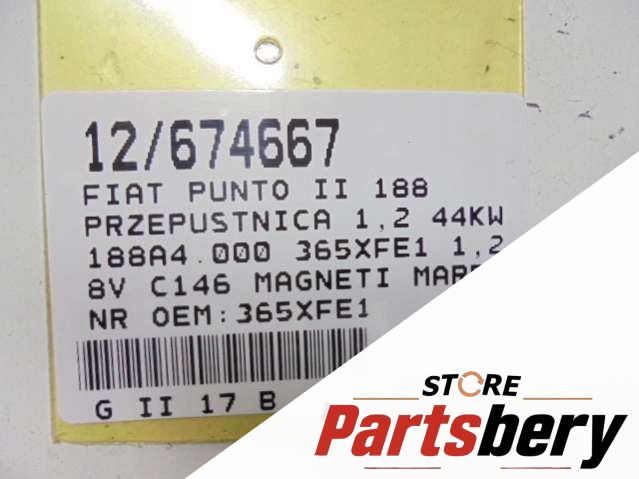 12/674667
FIAT PUNTO II 188
PRZEPUSTNICA 1,2 44KW
188A4.000 365XFE1 1,2
8V C146 MAGNETI
NR OEM:365XFE1
G II 17 B
STORE
Partsbery